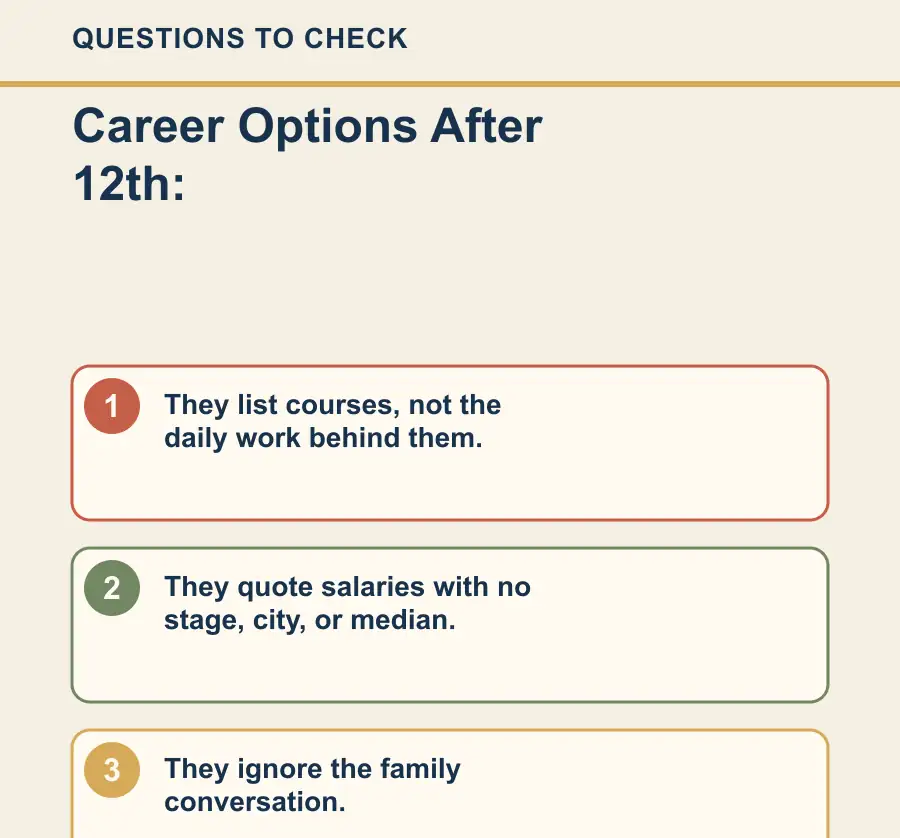 QUESTIONS TO CHECK
Career Options After
12th:
1
They list courses, not the
daily work behind them.
2
They quote salaries with no
stage, city, or median.
3
They ignore the family
conversation.